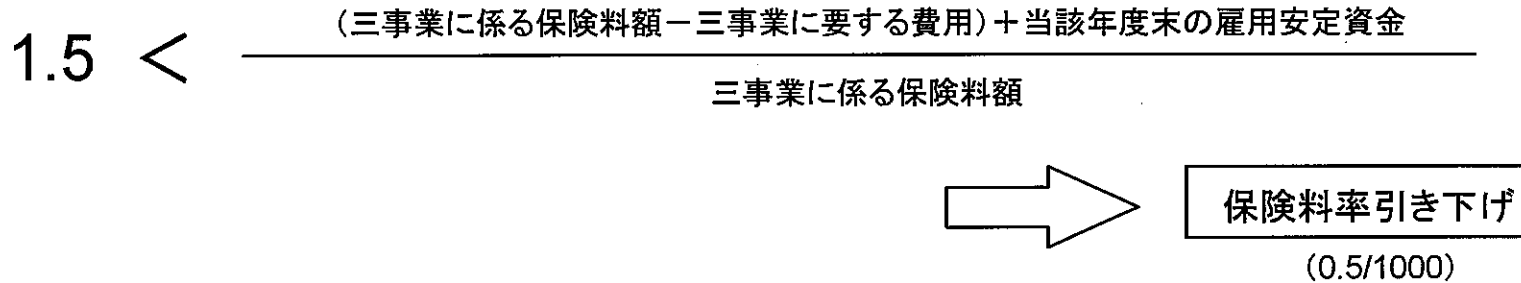 (三事業に係る保険料額－三事業に要する費用)＋当該年度末の雇用安定資金
1.5 ＜
三事業に係る保険料額
保険料率引き下げ
(0.5/1000)